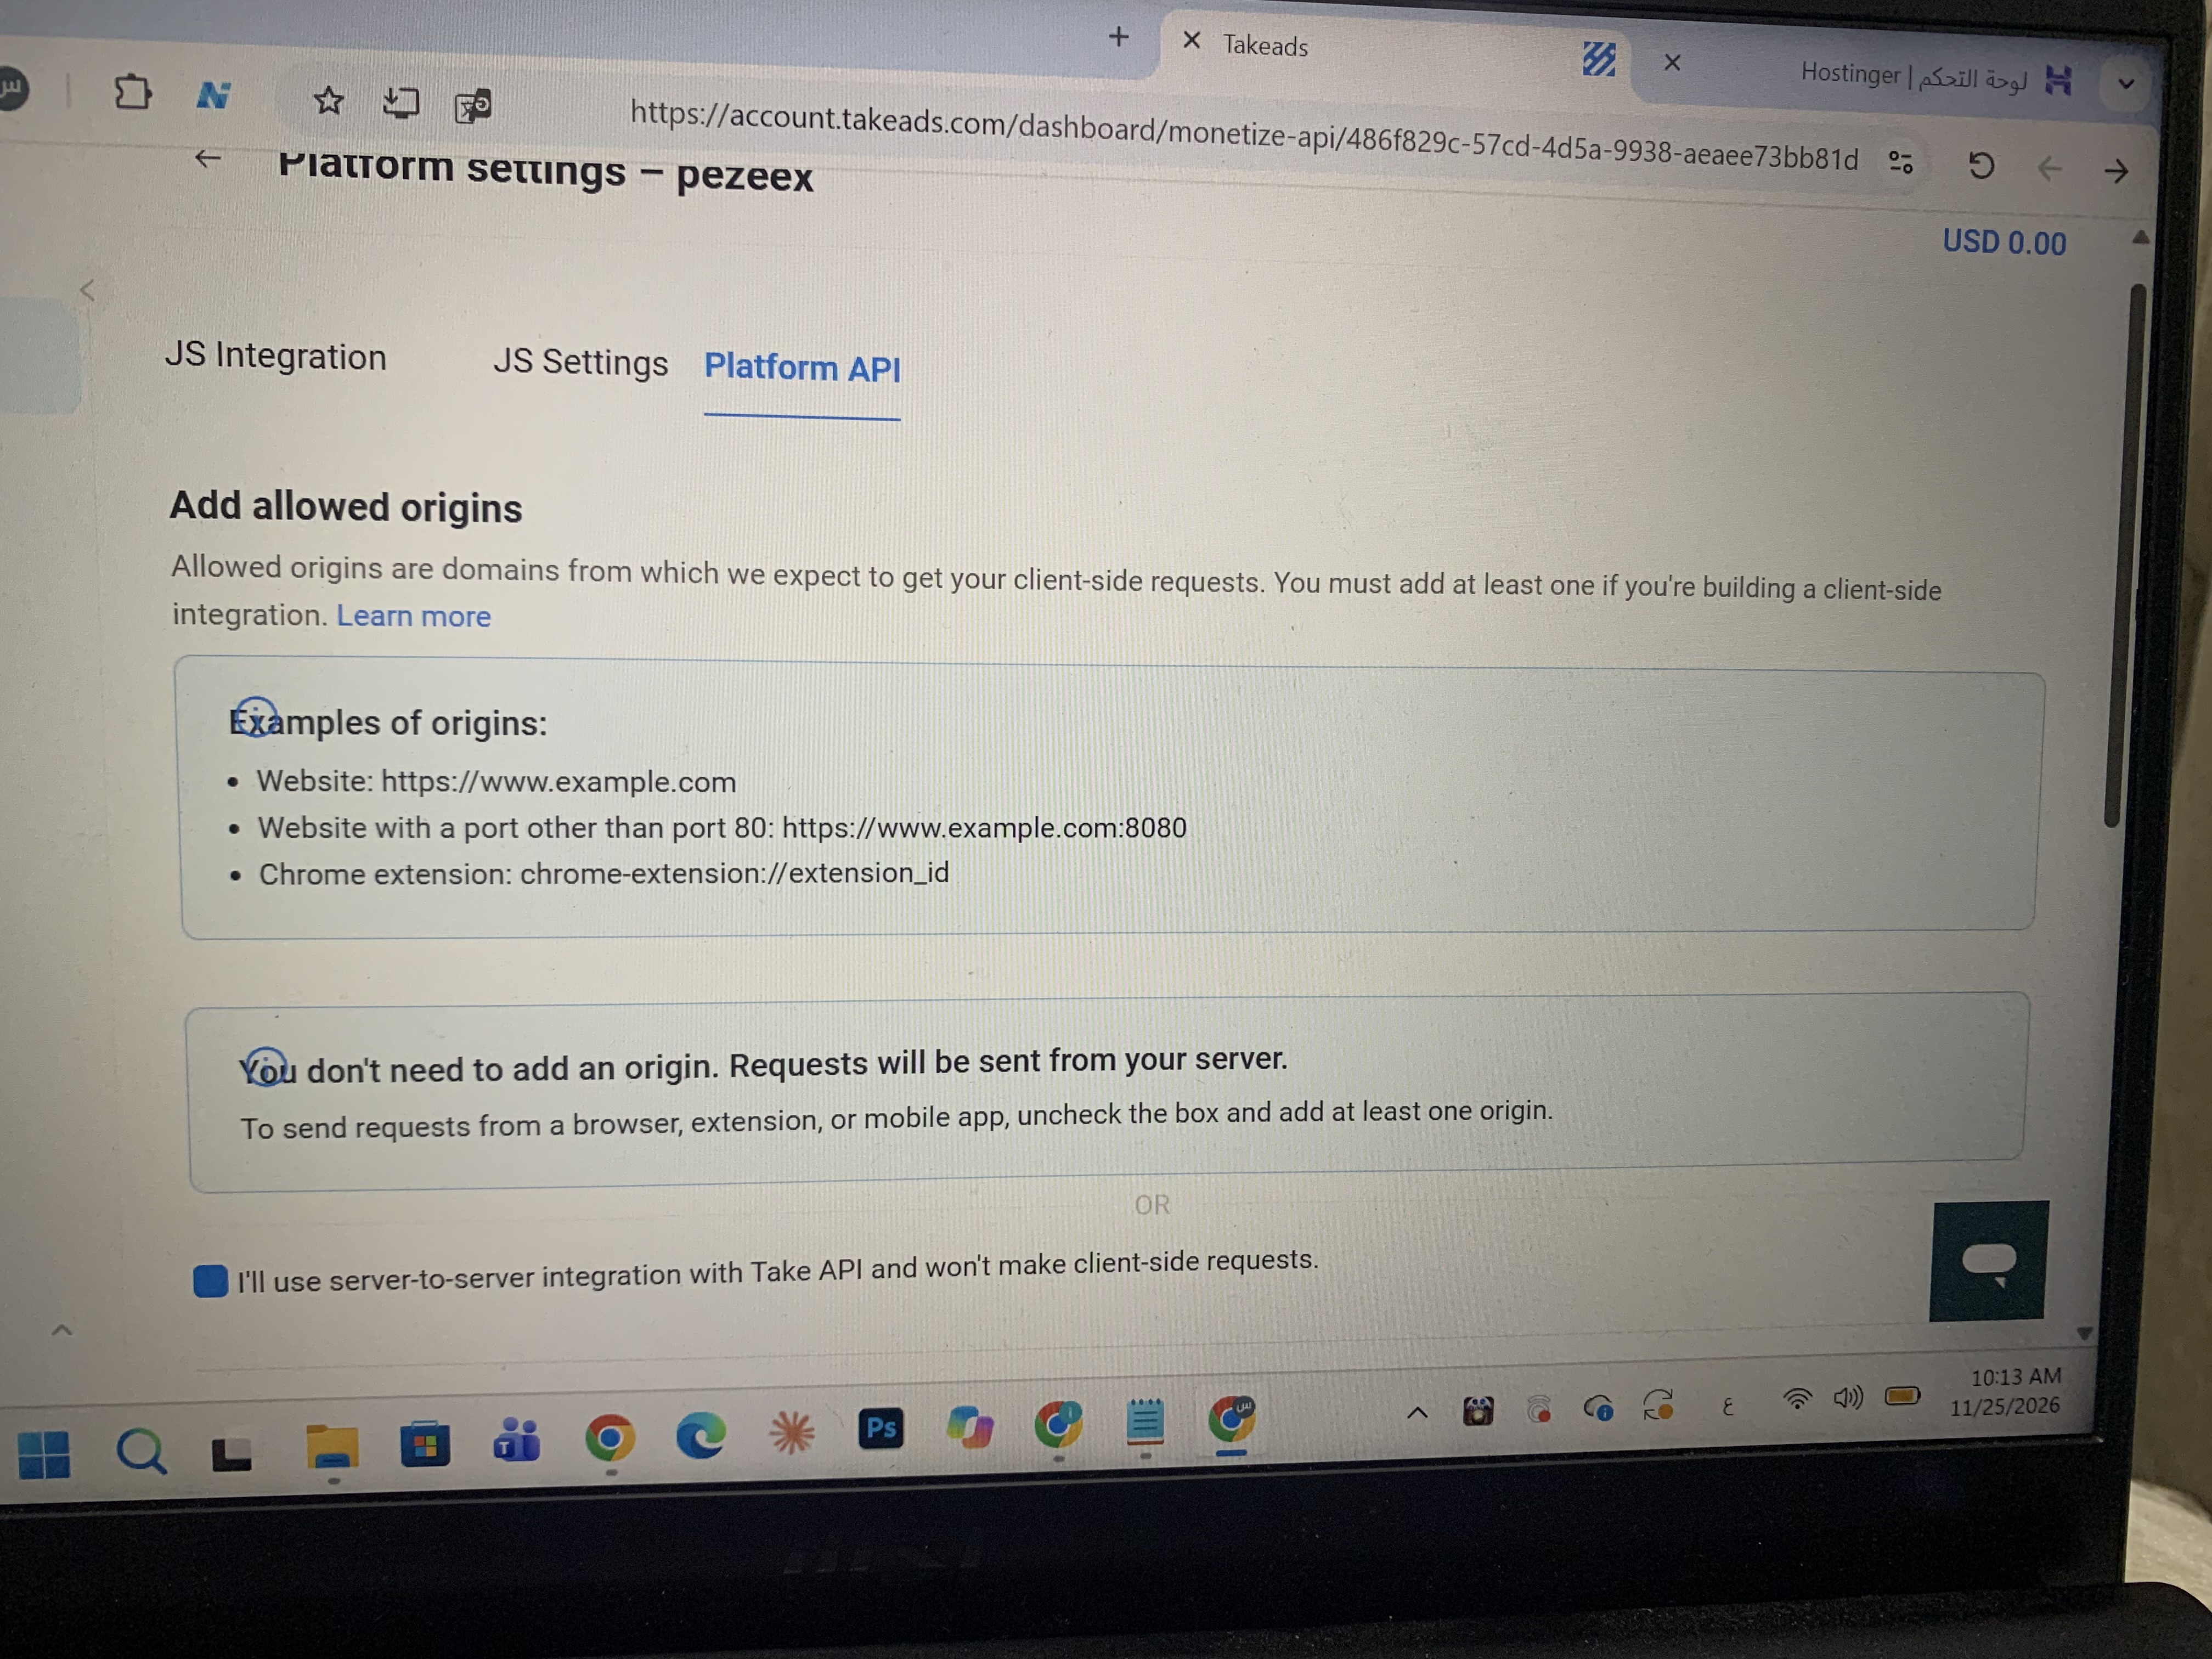 Takeads
Hostinger | لوحة التحكم
https://account.takeads.com/dashboard/monetize-api/486f829c-57cd-4d5a-9938-aeaee73bb81d
Platform settings – pezeex
USD 0.00
JS Integration
JS Settings
Platform API
Add allowed origins
Allowed origins are domains from which we expect to get your client-side requests. You must add at least one if you're building a client-side
integration. Learn more
Examples of origins:
• Website: https://www.example.com
• Website with a port other than port 80: https://www.example.com:8080
• Chrome extension: chrome-extension://extension_id
You don't need to add an origin. Requests will be sent from your server.
To send requests from a browser, extension, or mobile app, uncheck the box and add at least one origin.
OR
I'll use server-to-server integration with Take API and won't make client-side requests.
Ps
ع
10:13 AM
11/25/2026